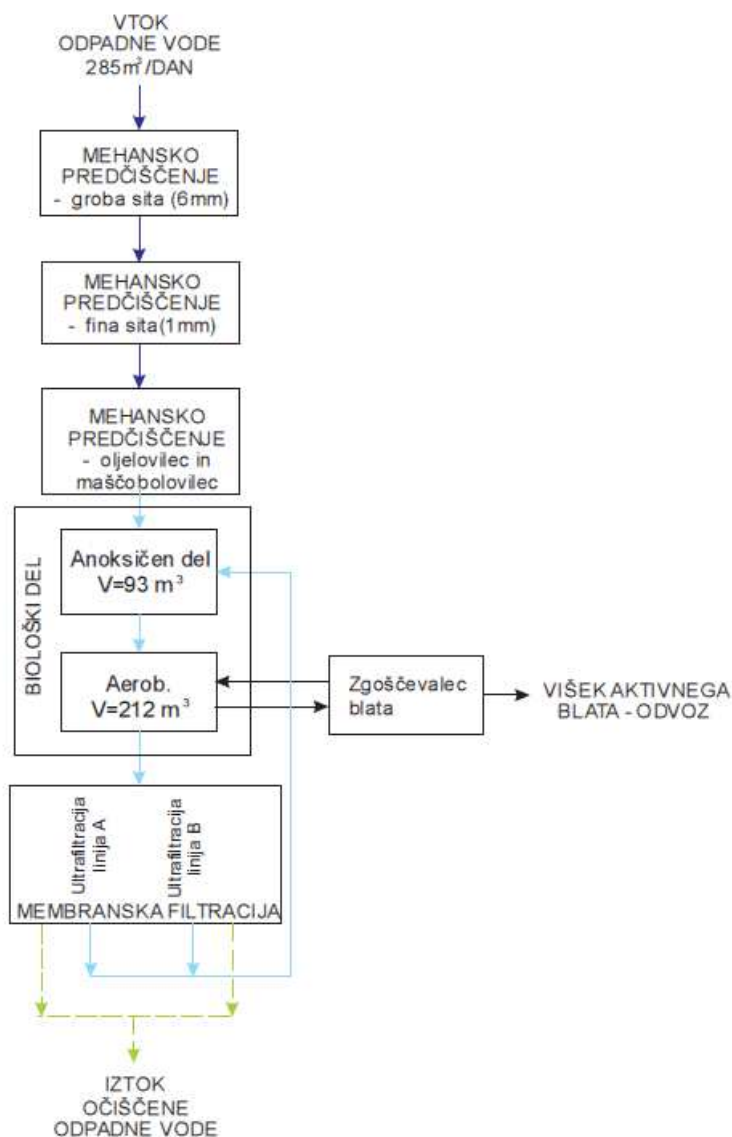 VTOK
ODPADNE VODE
285m³/DAN
MEHANSKO
PREDČIŠČENJE
- groba sita (6mm)
MEHANSKO
PREDČIŠČENJE
- fina sita(1mm)
MEHANSKO
PREDČIŠČENJE
- oljelovilec in
maščobolovilec
BIOLOŠKI DEL
Anoksičen del
V=93 m³
Aerob.
V=212 m³
Zgoščevalec
blata
VIŠEK AKTIVNEGA
BLATA - ODVOZ
Ultrafiltracija
linija A
Ultrafiltracija
linija B
MEMBRANSKA FILTRACIJA
IZTOK
OČIŠČENE
ODPADNE VODE